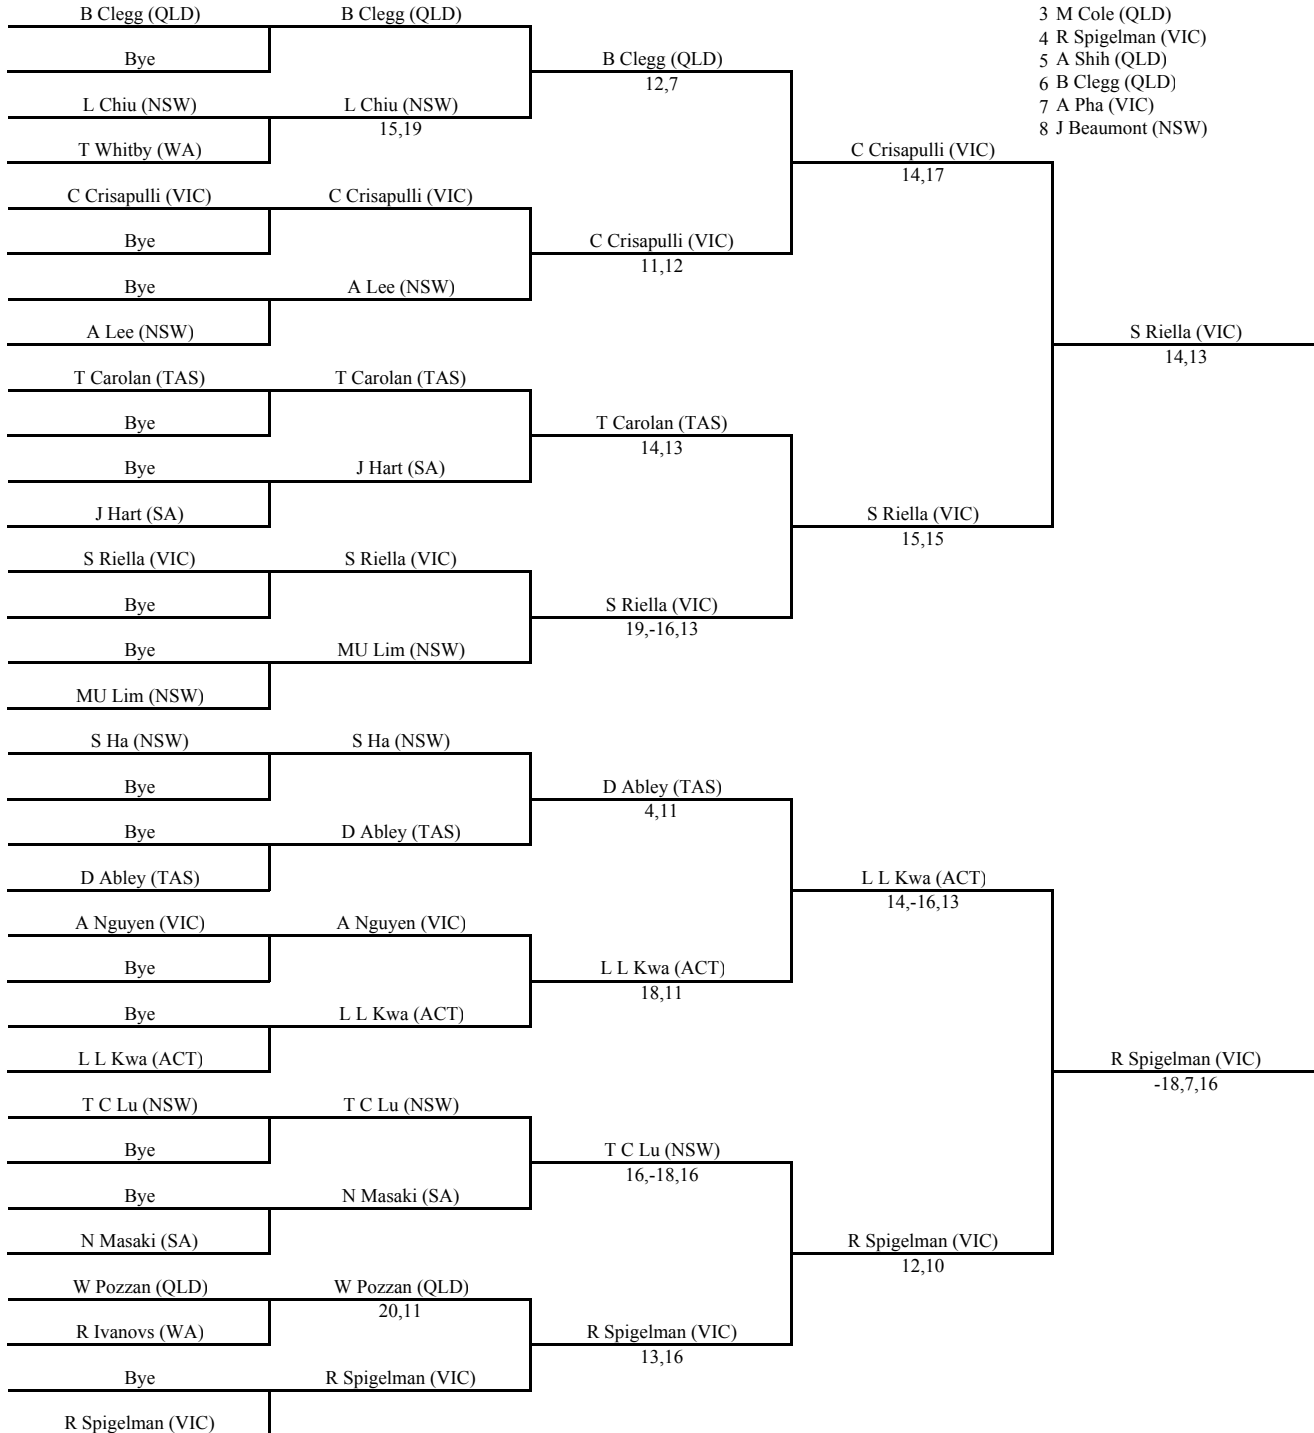 B Clegg (QLD)
Bye
L Chiu (NSW)
T Whitby (WA)
C Crisapulli (VIC)
Bye
Bye
A Lee (NSW)
T Carolan (TAS)
Bye
Bye
J Hart (SA)
S Riella (VIC)
Bye
Bye
MU Lim (NSW)
S Ha (NSW)
Bye
Bye
D Abley (TAS)
A Nguyen (VIC)
Bye
Bye
L L Kwa (ACT)
T C Lu (NSW)
Bye
Bye
N Masaki (SA)
W Pozzan (QLD)
R Ivanovs (WA)
Bye
R Spigelman (VIC)
B Clegg (QLD)
L Chiu (NSW)
15,19
C Crisapulli (VIC)
A Lee (NSW)
T Carolan (TAS)
J Hart (SA)
S Riella (VIC)
MU Lim (NSW)
S Ha (NSW)
D Abley (TAS)
A Nguyen (VIC)
L L Kwa (ACT)
T C Lu (NSW)
N Masaki (SA)
W Pozzan (QLD)
20,11
R Spigelman (VIC)
B Clegg (QLD)
12,7
C Crisapulli (VIC)
11,12
T Carolan (TAS)
14,13
S Riella (VIC)
19,-16,13
D Abley (TAS)
4,11
L L Kwa (ACT)
18,11
T C Lu (NSW)
16,-18,16
R Spigelman (VIC)
13,16
C Crisapulli (VIC)
14,17
S Riella (VIC)
15,15
L L Kwa (ACT)
14,-16,13
R Spigelman (VIC)
12,10
S Riella (VIC)
14,13
R Spigelman (VIC)
-18,7,16
3 M Cole (QLD)
4 R Spigelman (VIC)
5 A Shih (QLD)
6 B Clegg (QLD)
7 A Pha (VIC)
8 J Beaumont (NSW)